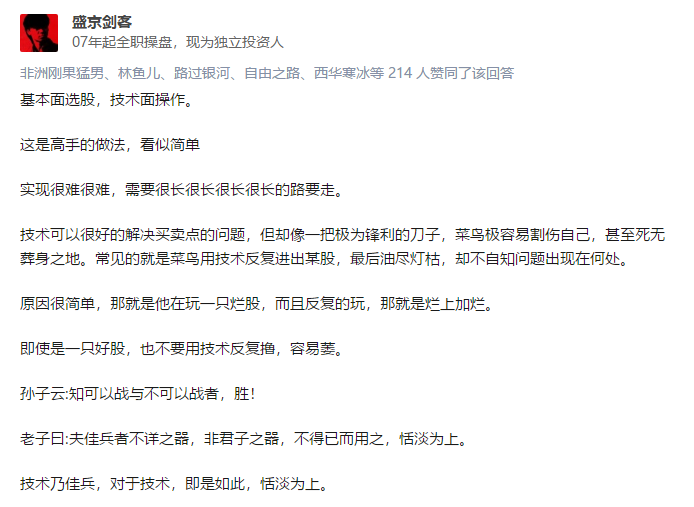 盛京剑客
07年起全职操盘，现为独立投资人
非洲刚果猛男、林鱼儿、路过银河、自由之路、西华寒冰等 214 人赞同了该回答
基本面选股，技术面操作。
这是高手的做法，看似简单
实现很难很难，需要很长很长很长很长的路要走。
技术可以很好的解决买卖点的问题，但却像一把极为锋利的刀子，菜鸟极容易割伤自己，甚至死无
葬身之地。常见的就是菜鸟用技术反复进出某股，最后油尽灯枯，却不自知问题出现在何处。
原因很简单，那就是他在玩一只烂股，而且反复的玩，那就是烂上加烂。
即使是一只好股，也不要用技术反复撸，容易萎。
孙子云:知可以战与不可以战者，胜！
老子曰:夫佳兵者不详之器，非君子之器，不得已而用之，恬淡为上。
技术乃佳兵，对于技术，即是如此，恬淡为上。